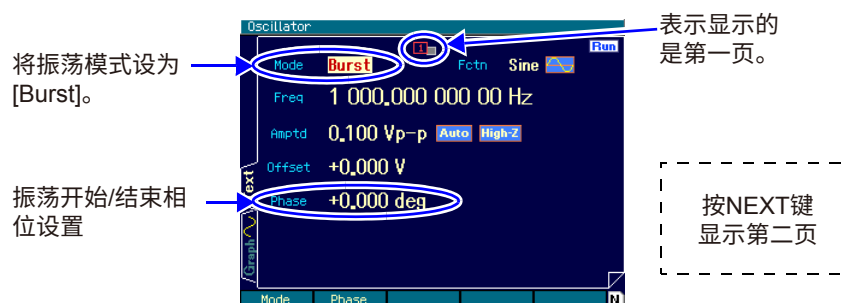 Oscillator
1
Run
表示显示的
是第一页。
将振荡模式设为
[Burst]。
Mode Burst Fctn Sine
Freq 1 000.000 000 00 Hz
Amptd 0.100 Vp-p Auto High-Z
Offset +0.000 V
Phase +0.000 deg
振荡开始/结束相
位设置
Graph
按NEXT键
显示第二页
Mode Phase N